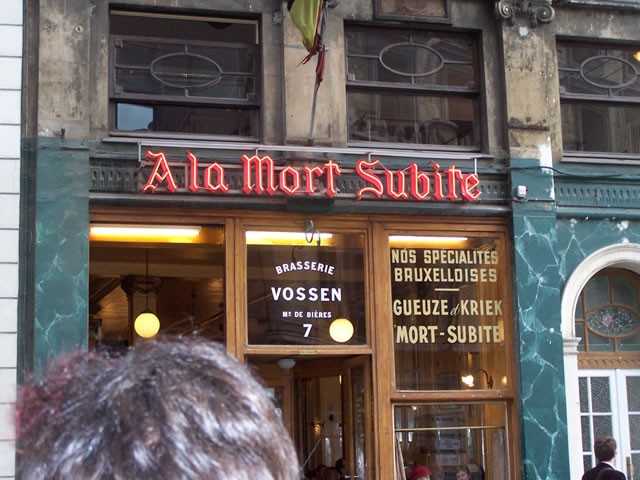 A la Mort Subite
BRASSERIE
VOSSEN
Mᵈ DE BIÈRES
7
NOS SPÉCIALITÉS
BRUXELLOISES
GUEUZE et KRIEK
"MORT-SUBITE"